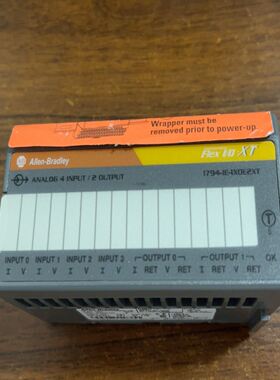 Wrapper must be
removed prior to power-up.
AB Allen-Bradley
Flex I/O XT
ANALOG 4 INPUT / 2 OUTPUT
1794-IE4XOE2XT
INPUT 0 INPUT 1 INPUT 2 INPUT 3 OUTPUT 0 OUTPUT 1 OK
I V I V I V I V I RET V RET I RET V RET